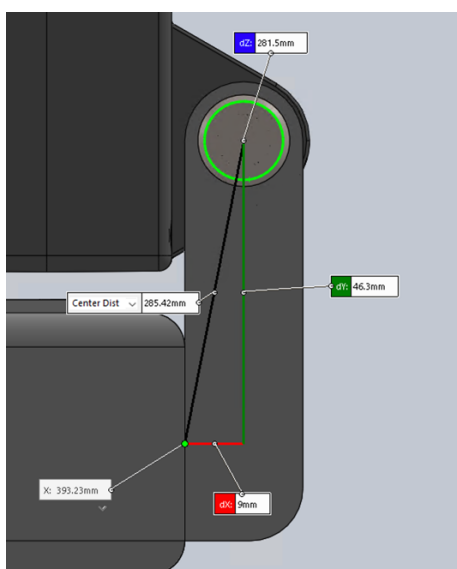 dZ: 281.5mm
dY: 46.3mm
Center Dist 285.42mm
X: 393.23mm
dX: 9mm